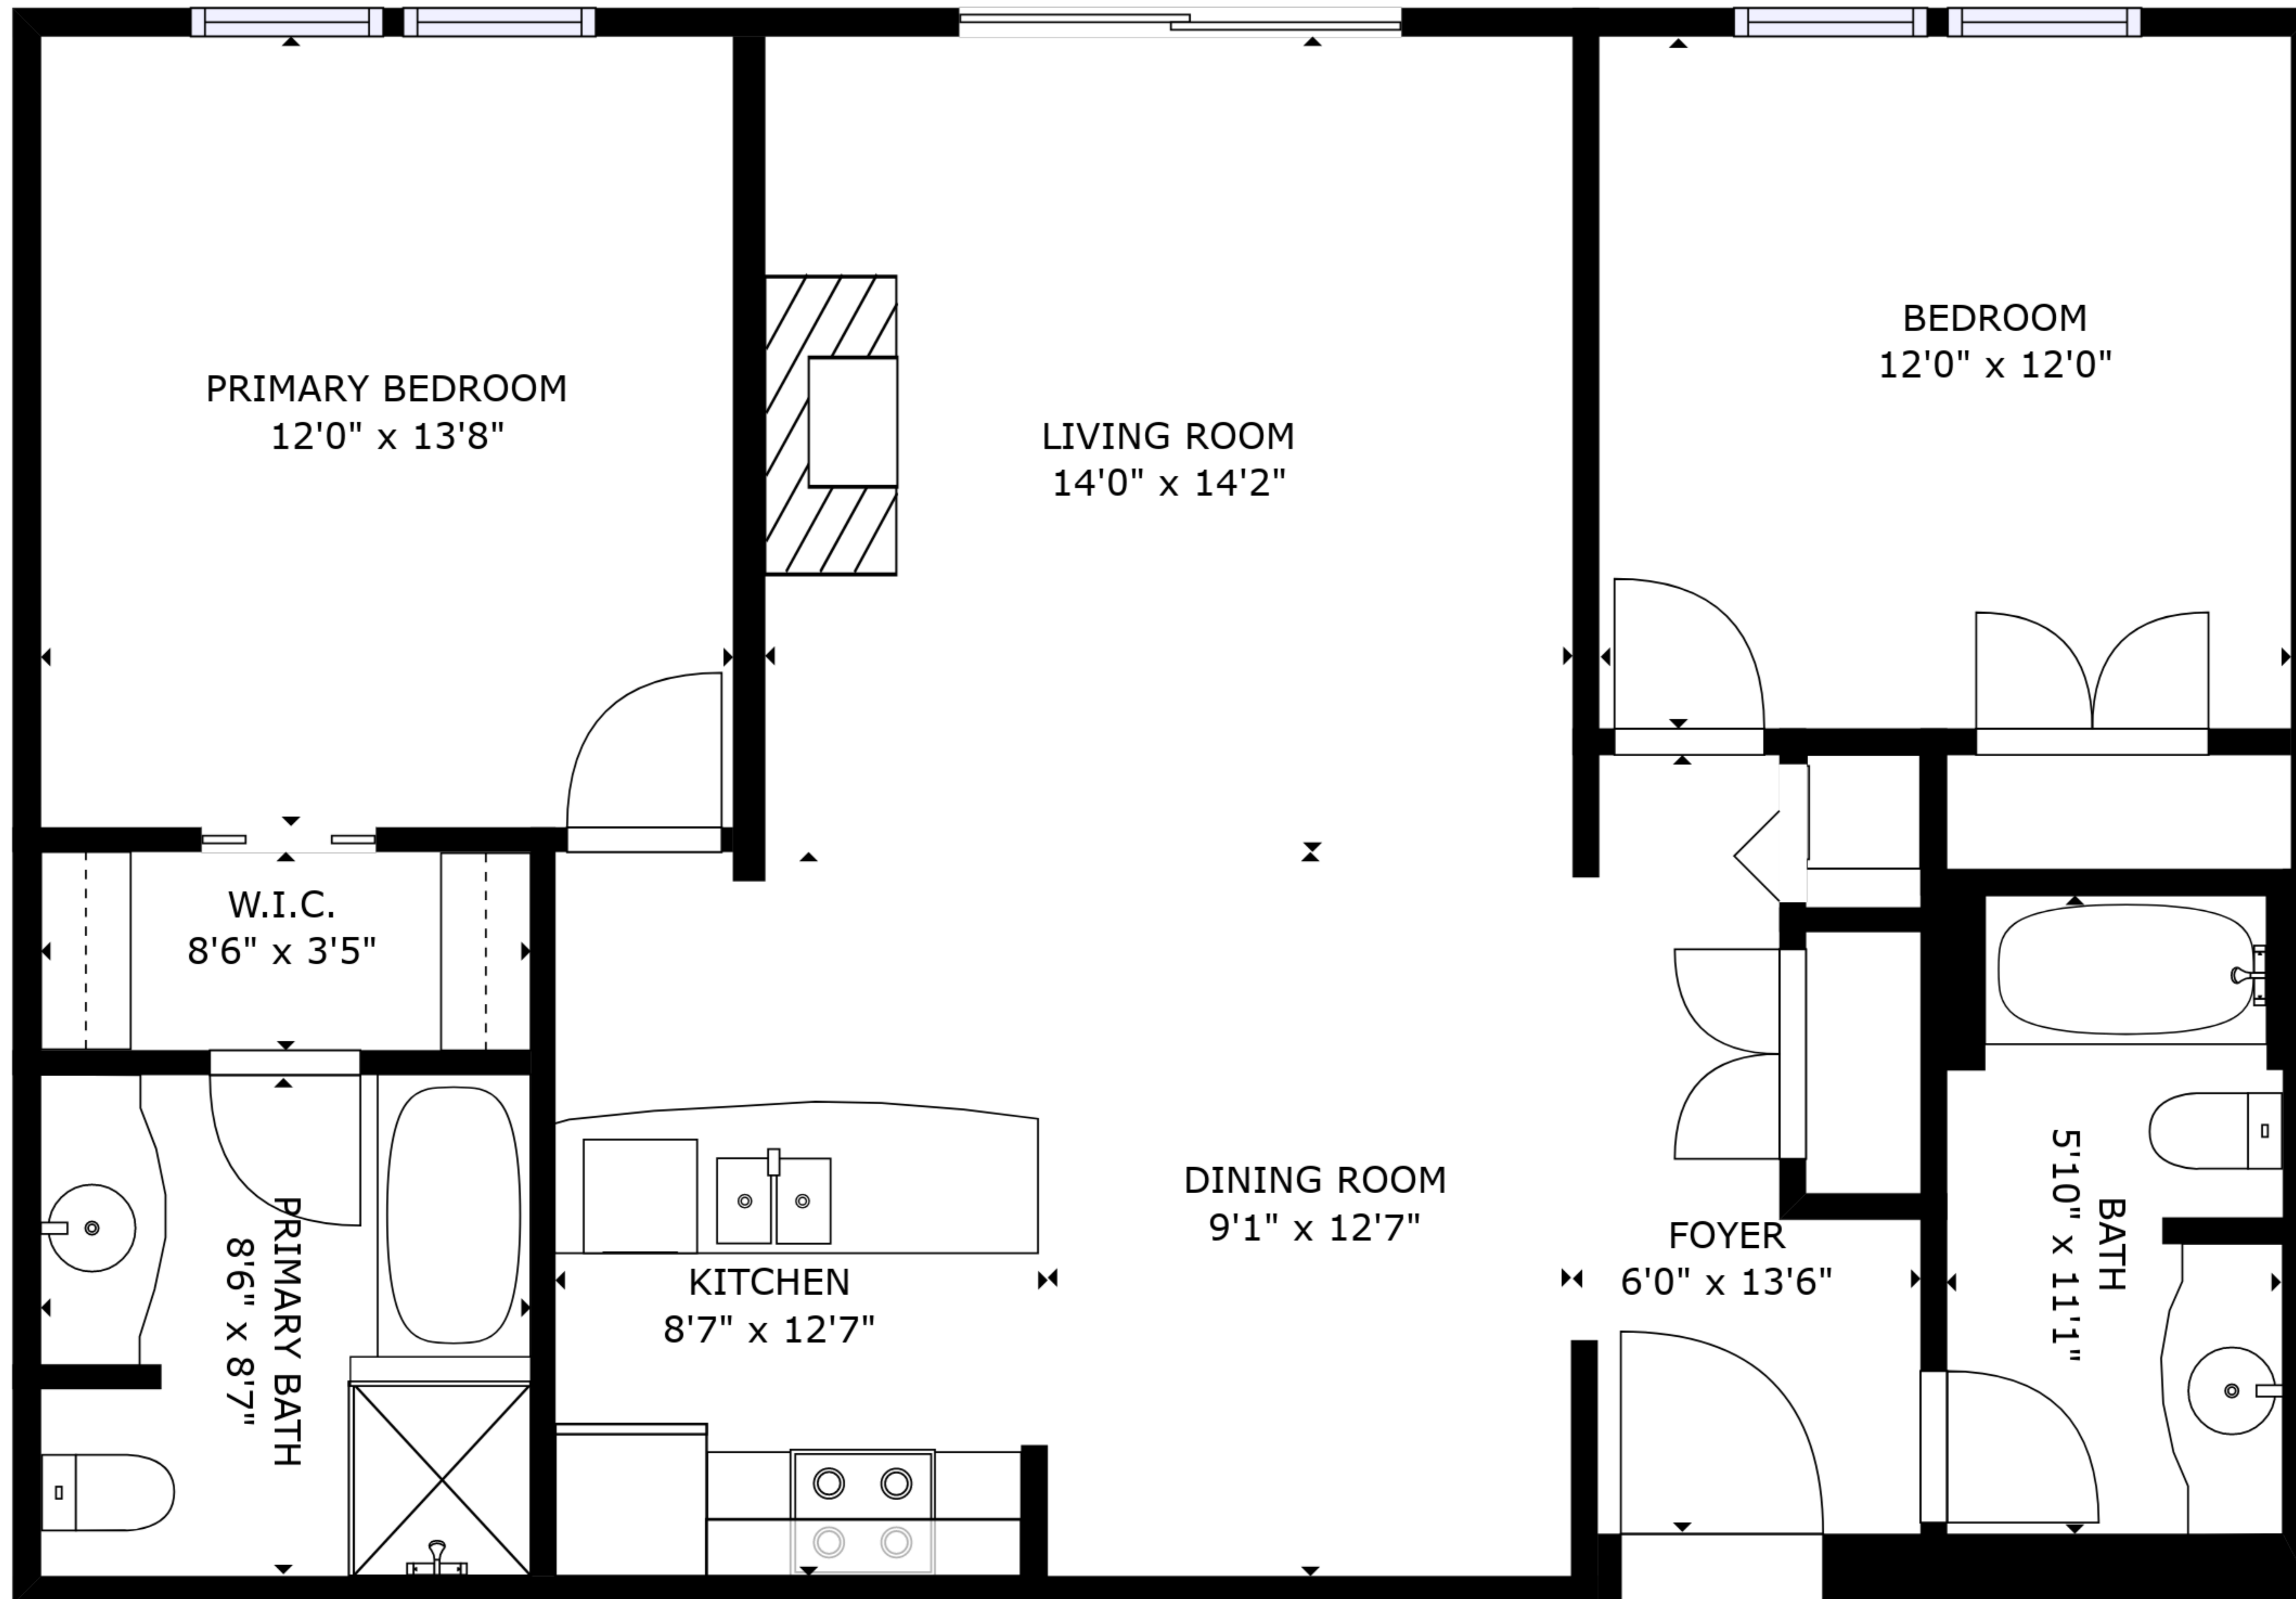 PRIMARY BEDROOM
12'0" x 13'8"
LIVING ROOM
14'0" x 14'2"
BEDROOM
12'0" x 12'0"
W.I.C.
8'6" x 3'5"
PRIMARY BATH
8'6" x 8'7"
KITCHEN
8'7" x 12'7"
DINING ROOM
9'1" x 12'7"
FOYER
6'0" x 13'6"
BATH
5'10" x 11'1"